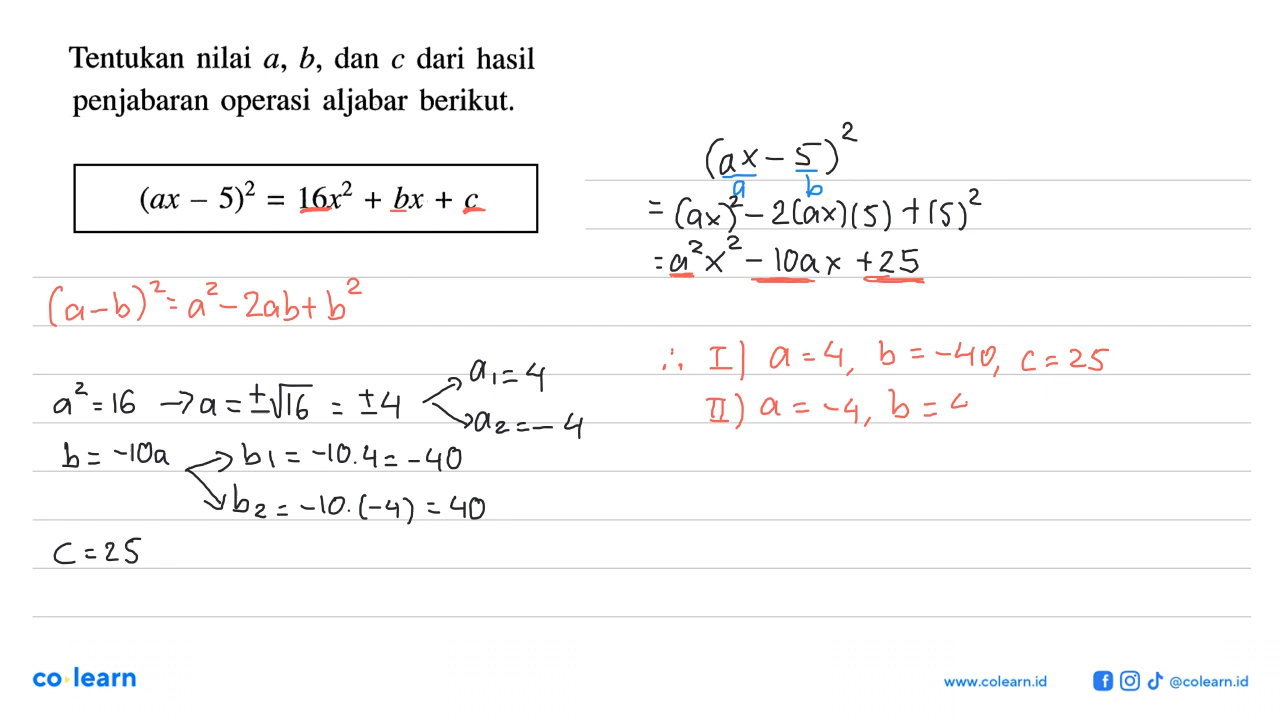 Tentukan nilai a, b, dan c dari hasil
penjabaran operasi aljabar berikut.
(ax – 5)² = 16x² + bx + c
(a-b)² = a² - 2ab + b²
a² = 16 → a = ±√16 = ±4
a₁ = 4
a₂ = -4
b = -10a
b₁ = -10.4 = -40
b₂ = -10.(-4) = 40
c = 25
(ax - 5)²
a b
= (ax)² - 2(ax)(5) + (5)²
= a²x² - 10ax + 25
∴ I) a = 4, b = -40, c = 25
II) a = -4, b =
co learn
www.colearn.id
@colearn.id